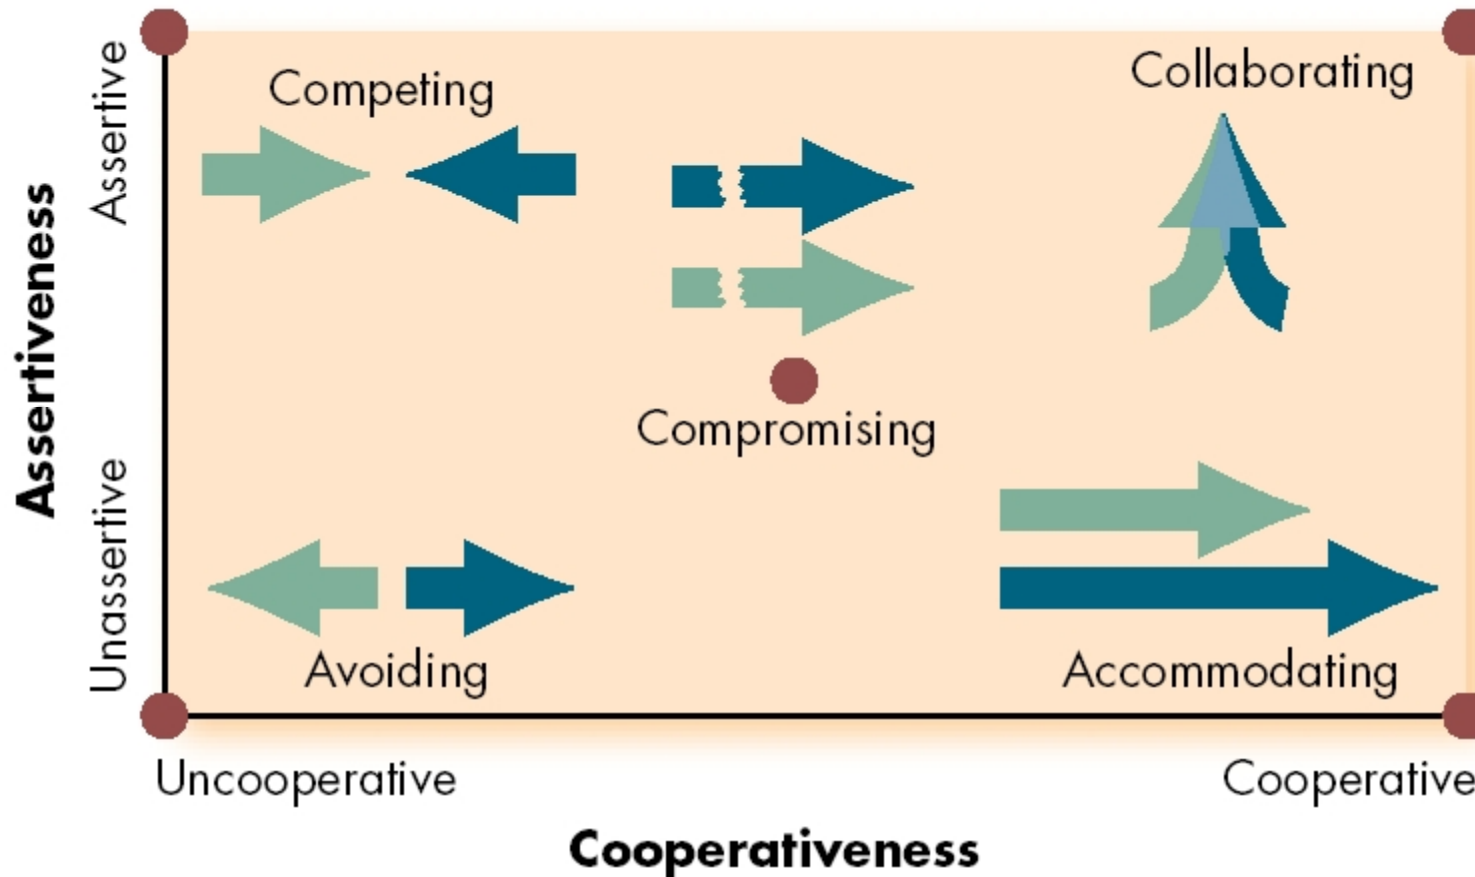 Competing
Collaborating
Compromising
Avoiding
Accommodating
Assertiveness
Assertive
Unassertive
Uncooperative
Cooperative
Cooperativeness